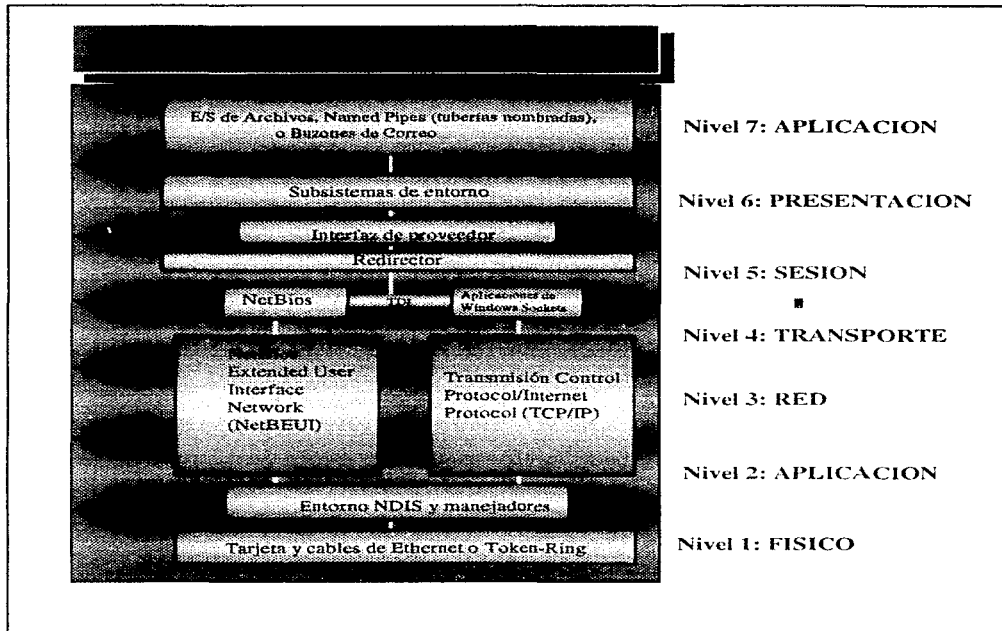 E/S de Archivos, Named Pipes (tuberías nombradas),
o Buzones de Correo
Nivel 7: APLICACION
Subsistemas de entorno
Nivel 6: PRESENTACION
Interfaz de proveedor
Redirector
Nivel 5: SESION
NetBios
TDI
Aplicaciones de
Windows Sockets
Nivel 4: TRANSPORTE
Extended User
Interface
Network
(NetBEUI)
Transmisión Control
Protocol/Internet
Protocol (TCP/IP)
Nivel 3: RED
Nivel 2: APLICACION
Entorno NDIS y manejadores
Tarjeta y cables de Ethernet o Token-Ring
Nivel 1: FISICO